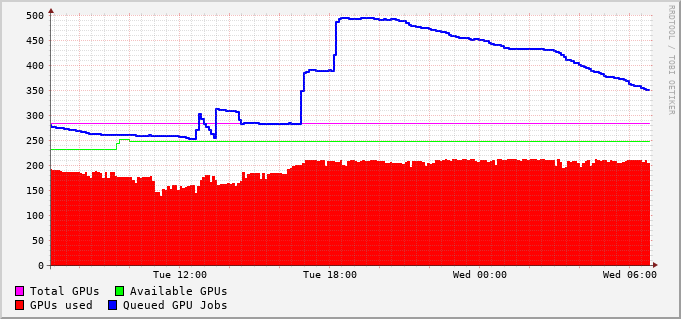 500
450
400
350
300
250
200
150
100
50
0
Tue 12:00 Tue 18:00 Wed 00:00 Wed 06:00
Total GPUs Available GPUs
GPUs used Queued GPU Jobs
RRDTOOL / TOBI OETIKER